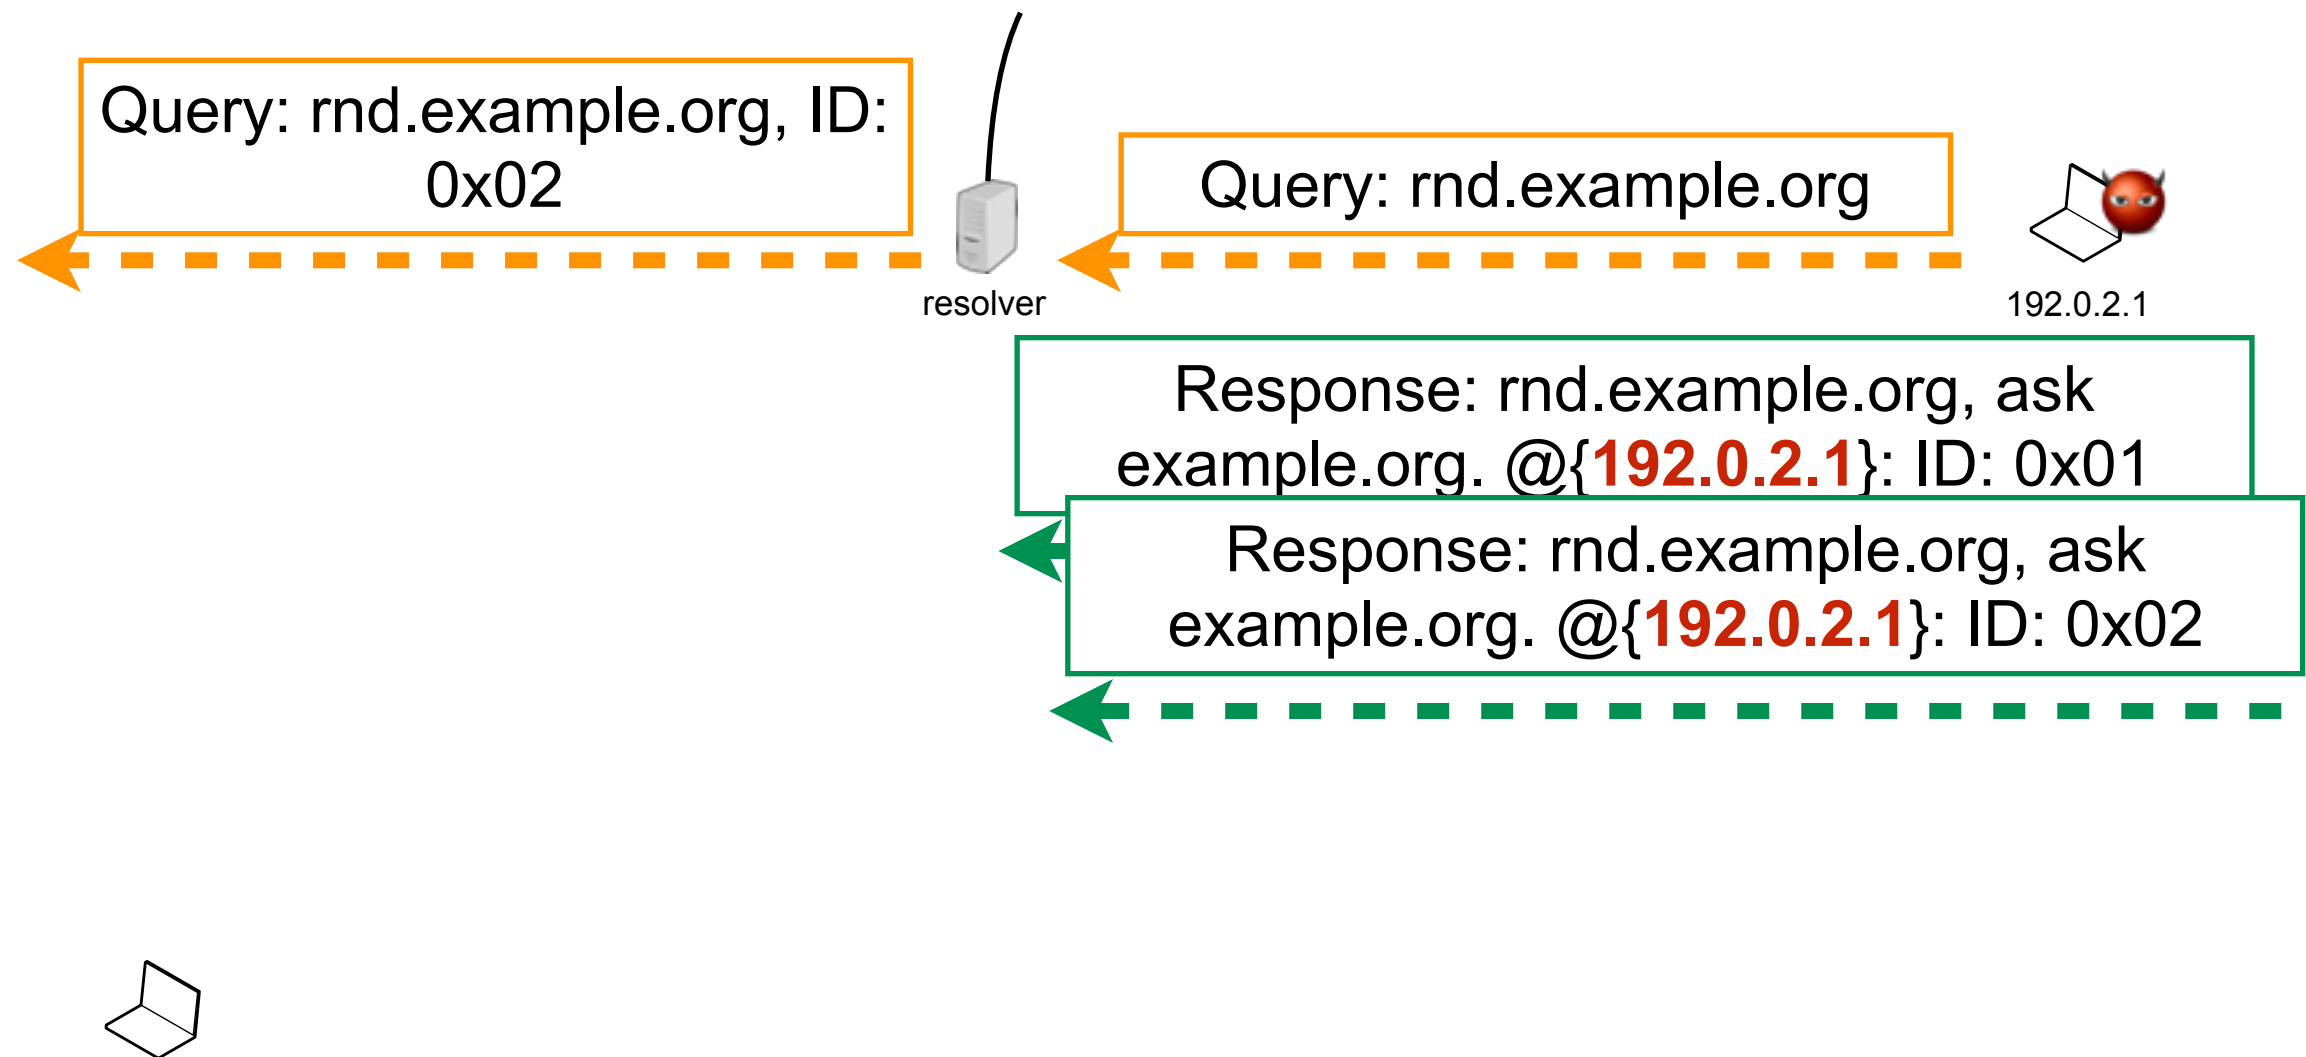 Query: rnd.example.org, ID:
0x02
Query: rnd.example.org
resolver
192.0.2.1
Response: rnd.example.org, ask
example.org. @{192.0.2.1}: ID: 0x01
Response: rnd.example.org, ask
example.org. @{192.0.2.1}: ID: 0x02